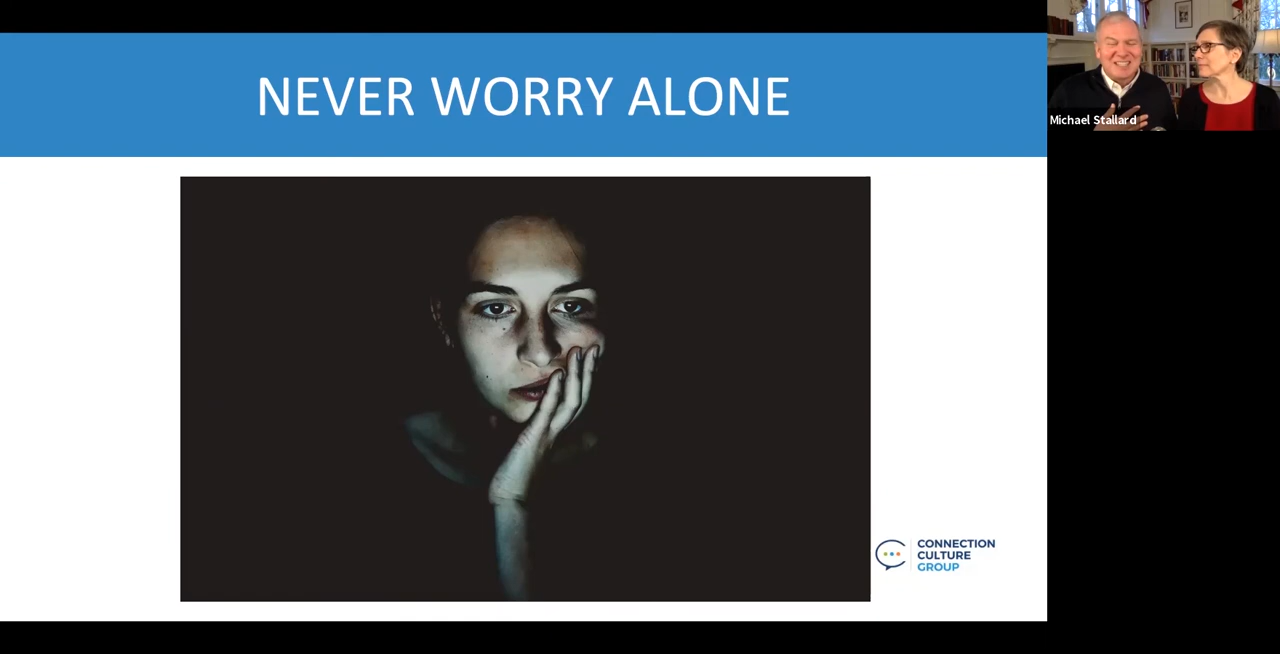 NEVER WORRY ALONE
Michael Stallard
CONNECTION
CULTURE
GROUP